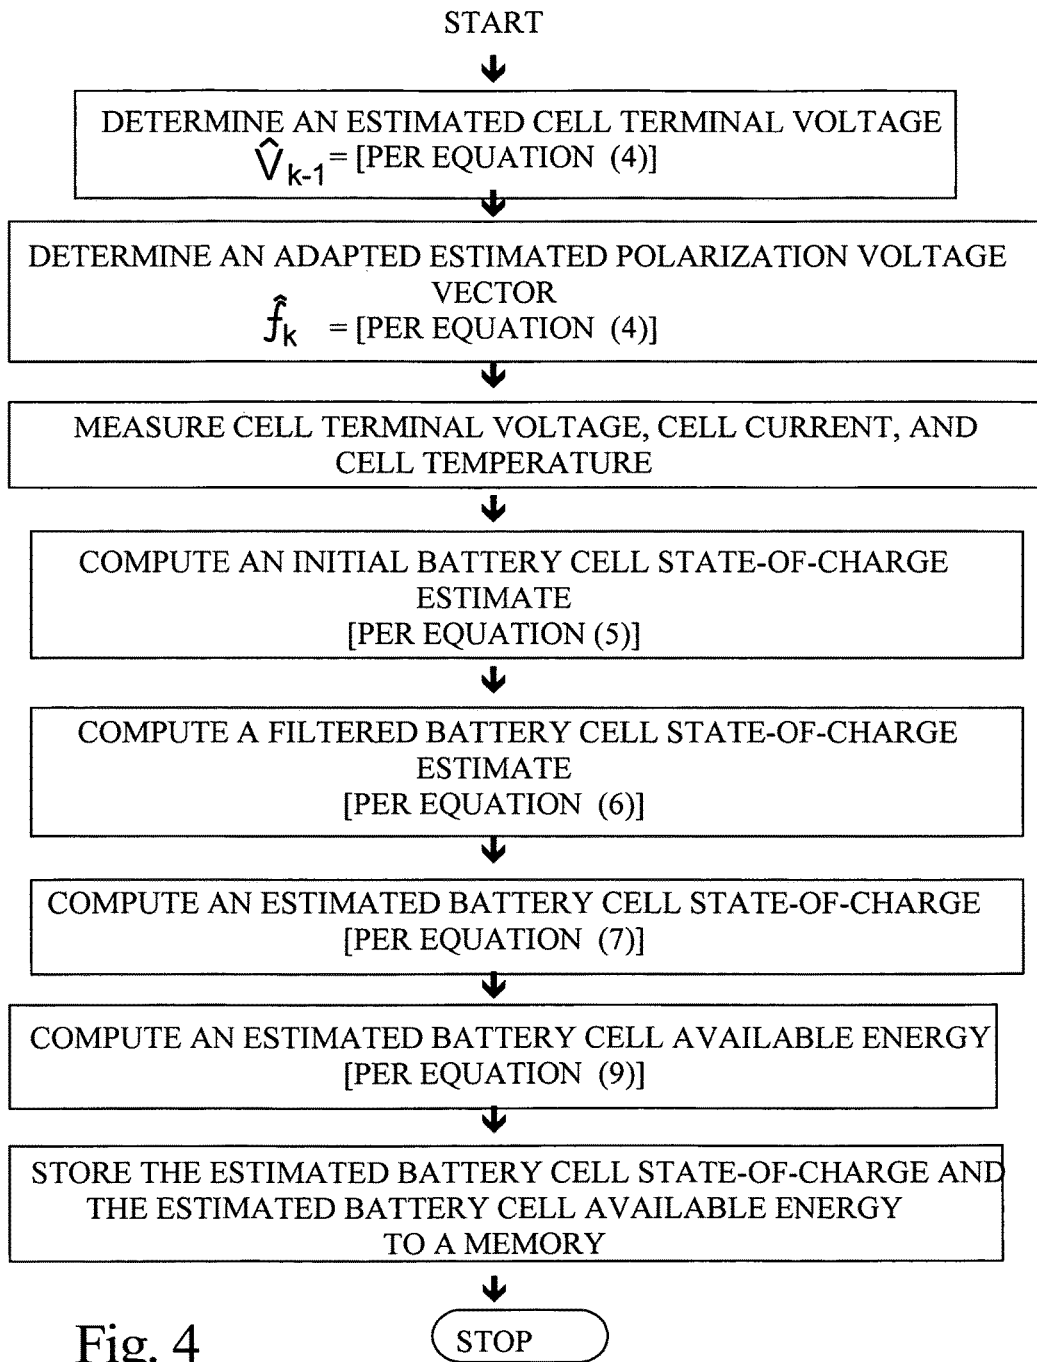 START
DETERMINE AN ESTIMATED CELL TERMINAL VOLTAGE
V̂k-1 = [PER EQUATION (4)]
DETERMINE AN ADAPTED ESTIMATED POLARIZATION VOLTAGE
VECTOR
f̂k = [PER EQUATION (4)]
MEASURE CELL TERMINAL VOLTAGE, CELL CURRENT, AND
CELL TEMPERATURE
COMPUTE AN INITIAL BATTERY CELL STATE-OF-CHARGE
ESTIMATE
[PER EQUATION (5)]
COMPUTE A FILTERED BATTERY CELL STATE-OF-CHARGE
ESTIMATE
[PER EQUATION (6)]
COMPUTE AN ESTIMATED BATTERY CELL STATE-OF-CHARGE
[PER EQUATION (7)]
COMPUTE AN ESTIMATED BATTERY CELL AVAILABLE ENERGY
[PER EQUATION (9)]
STORE THE ESTIMATED BATTERY CELL STATE-OF-CHARGE AND
THE ESTIMATED BATTERY CELL AVAILABLE ENERGY
TO A MEMORY
STOP
Fig. 4